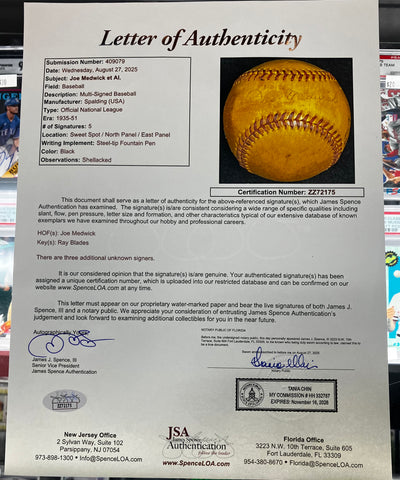 Letter of Authenticity
Submission Number: 409079
Date: Wednesday, August 27, 2025
Subject: Joe Medwick et Al.
Field: Baseball
Description: Multi-Signed Baseball
Manufacturer: Spalding (USA)
Type: Official National League
Era: 1935-51
# of Signatures: 5
Location: Sweet Spot / North Panel / East Panel
Writing Implement: Steel-tip Fountain Pen
Color: Black
Observations: Shellacked
Certification Number: ZZ72175
This document shall serve as a letter of authenticity for the above-referenced signature(s), which James Spence
Authentication has examined. The signature(s) is/are consistent considering a wide range of specific qualities including
slant, flow, pen pressure, letter size and formation, and other characteristics typical of our extensive database of known
exemplars we have examined throughout our hobby and professional careers.
HOF(s): Joe Medwick
Key(s): Ray Blades
There are three additional unknown signers.
It is our considered opinion that the signature(s) is/are genuine. Your authenticated signature(s) has been
assigned a unique certification number, which is uploaded into our restricted database and can be confirmed on our
website www.SpenceLOA.com.
This letter must appear on our proprietary water-marked paper and bear the live signatures of both James J.
Spence, III and a notary public. We appreciate your consideration of entrusting James Spence Authentication's
judgement and look forward to examining additional collectibles for you in the near future.
Autographically Yours,
NOTARY PUBLIC OF FLORIDA
James J. Spence, III
Senior Vice President
James Spence Authentication
Notary Public
JSA
ZZ72175
TANIA CHIN
MY COMMISSION # HH 332787
EXPIRES: November 16, 2026
New Jersey Office
2 Sylvan Way, Suite 102
Parsippany, NJ 07054
973-898-1300 • Info@SpenceLOA.com
JSA
James Spence
Authentication
www.SpenceLOA.com
Florida Office
3223 N.W. 10th Terrace, Suite 605
Fort Lauderdale, FL 33309
954-380-8670 • Info@SpenceLOA.com